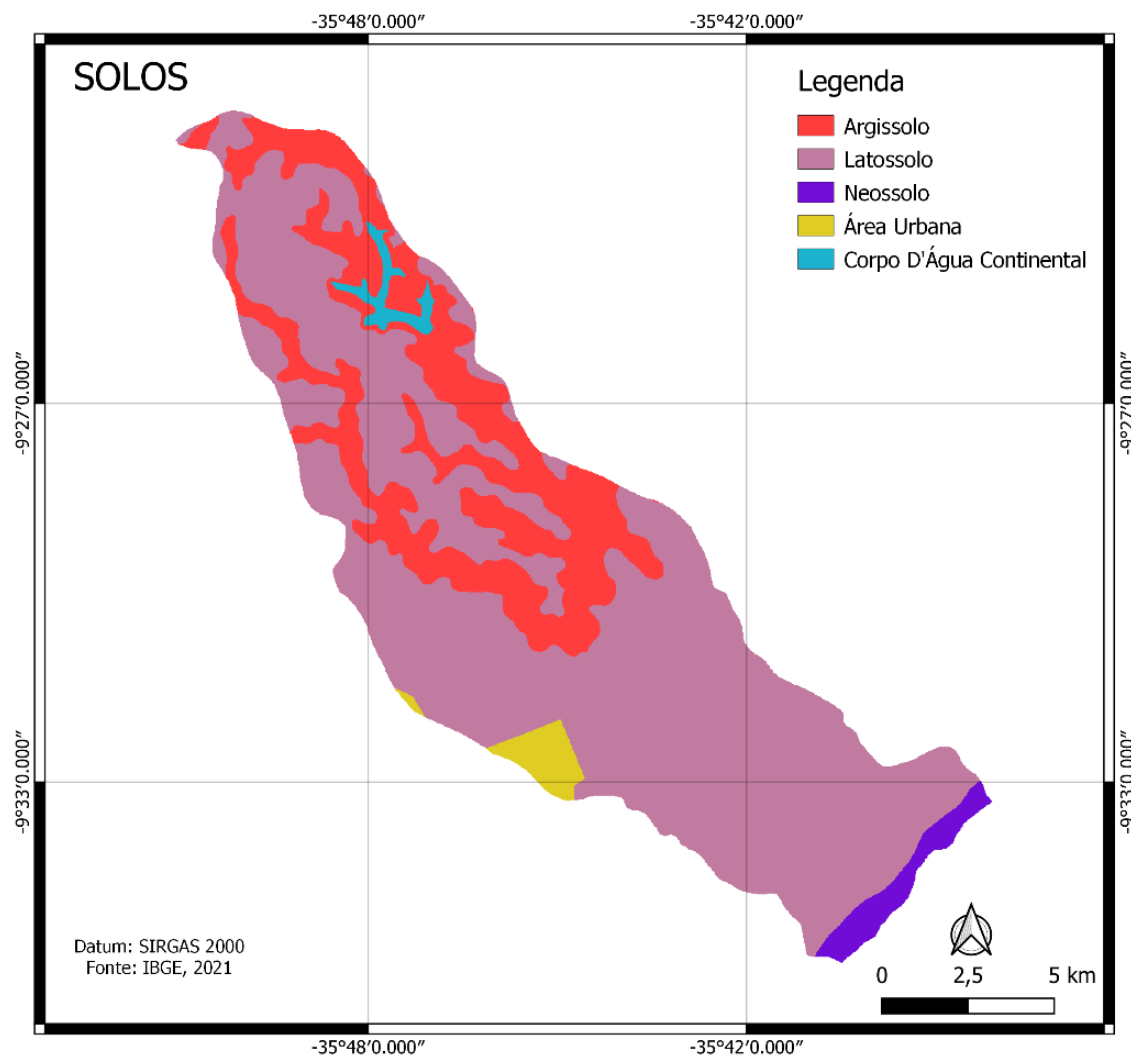 -35°48′0.000″
-35°42′0.000″
SOLOS
Legenda
Argissolo
Latossolo
Neossolo
Área Urbana
Corpo D'Água Continental
-9°27′0.000″
-9°27′0.000″
-9°33′0.000″
-9°33′0.000″
Datum: SIRGAS 2000
Fonte: IBGE, 2021
0 2,5 5 km
-35°48′0.000″
-35°42′0.000″